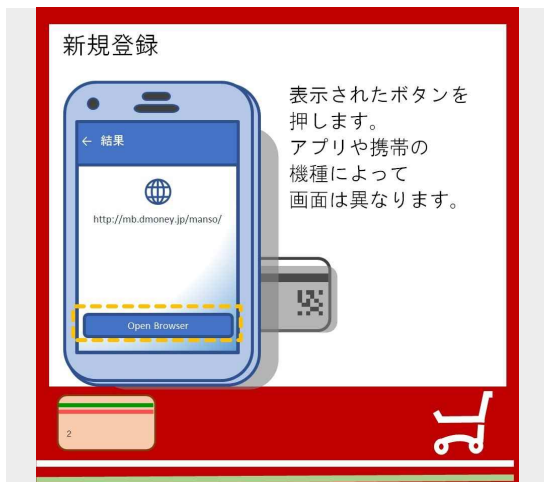 新規登録
表示されたボタンを
押します。
アプリや携帯の
機種によって
画面は異なります。
← 結果
http://mb.dmoney.jp/manso/
Open Browser
2